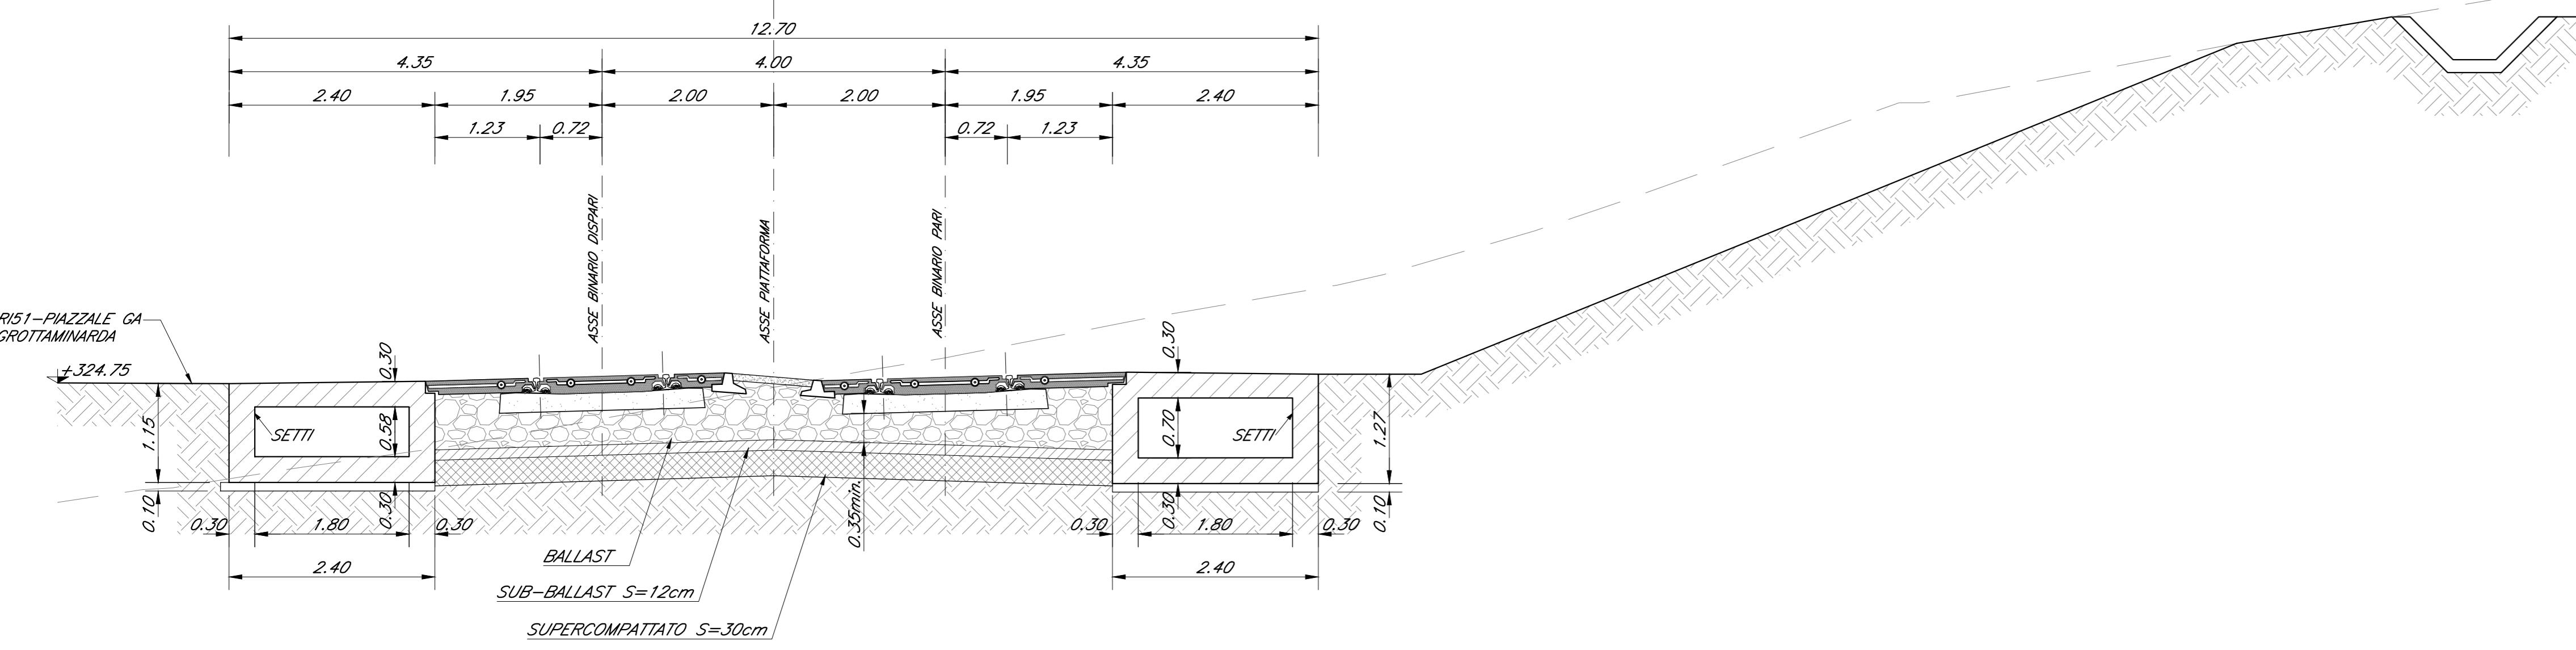 12.70
4.35 4.00 4.35
2.40 1.95 2.00 2.00 1.95 2.40
1.23 0.72 0.72 1.23
ASSE BINARIO DISPARI
ASSE PIATTAFORMA
ASSE BINARIO PARI
RI51-PIAZZALE GA
GROTTAMINARDA
+324.75
0.30
0.30
1.15
SETTI
0.58
0.70
SETTI
1.27
0.10
0.30
0.35min.
0.30
0.10
0.30 1.80 0.30
0.30 1.80 0.30
2.40
2.40
BALLAST
SUB-BALLAST S=12cm
SUPERCOMPATTATO S=30cm